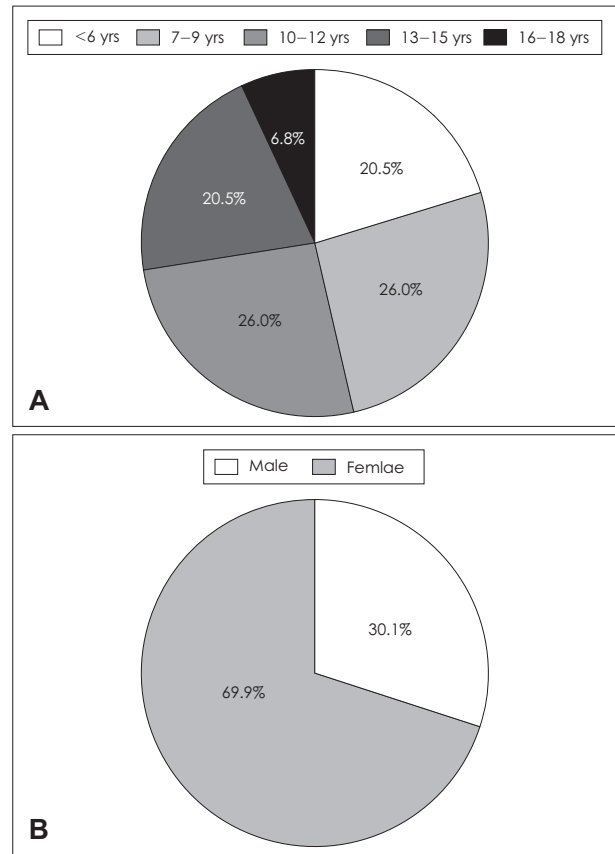 <6 yrs 7–9 yrs 10–12 yrs 13–15 yrs 16–18 yrs
6.8%
20.5%
20.5%
26.0%
26.0%
A
Male Femlae
30.1%
69.9%
B